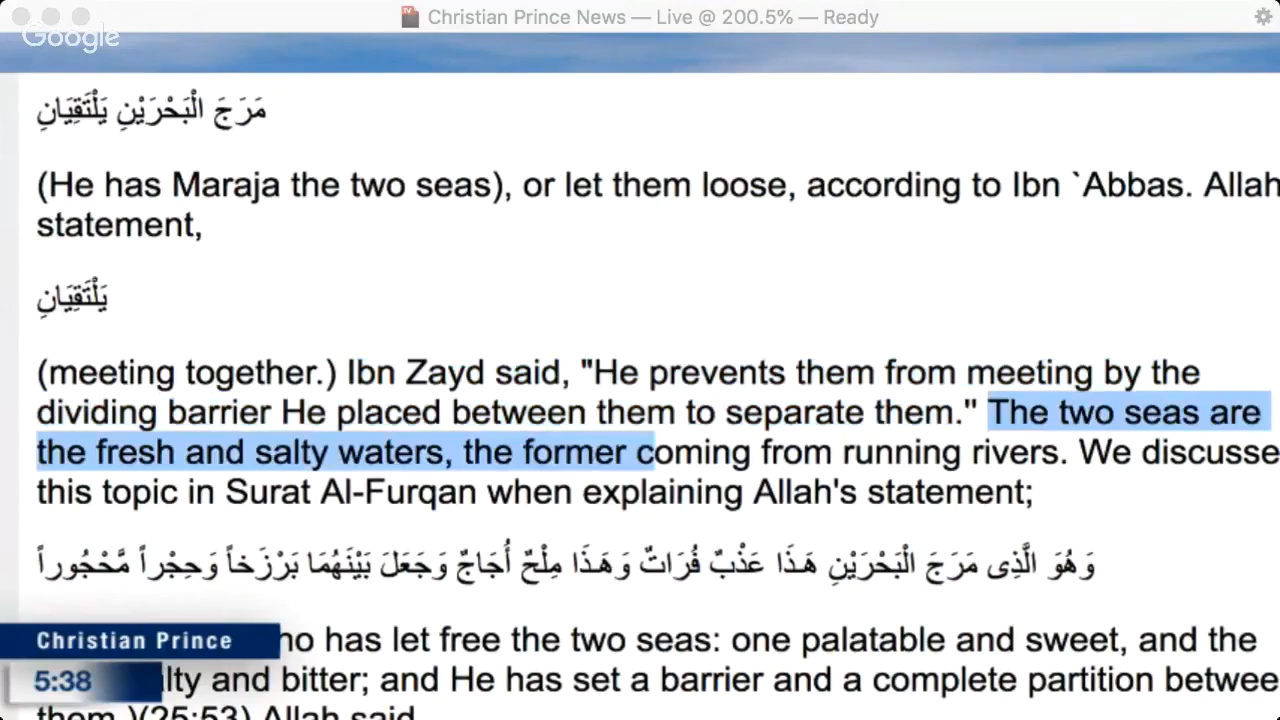 Christian Prince News — Live @ 200.5% — Ready
Google
مَرَجَ الْبَحْرَيْنِ يَلْتَقِيَانِ
(He has Maraja the two seas), or let them loose, according to Ibn `Abbas. Allah
statement,
يَلْتَقِيَانِ
(meeting together.) Ibn Zayd said, "He prevents them from meeting by the
dividing barrier He placed between them to separate them." The two seas are
the fresh and salty waters, the former coming from running rivers. We discusse
this topic in Surat Al-Furqan when explaining Allah's statement;
وَهُوَ الَّذِى مَرَجَ الْبَحْرَيْنِ هَـذَا عَذْبٌ فُرَاتٌ وَهَـذَا مِلْحٌ أُجَاجٌ وَجَعَلَ بَيْنَهُمَا بَرْزَخاً وَحِجْراً مَّحْجُوراً
Christian Prince
ho has let free the two seas: one palatable and sweet, and the
5:38
lty and bitter; and He has set a barrier and a complete partition betwee
them.)(25:53) Allah said